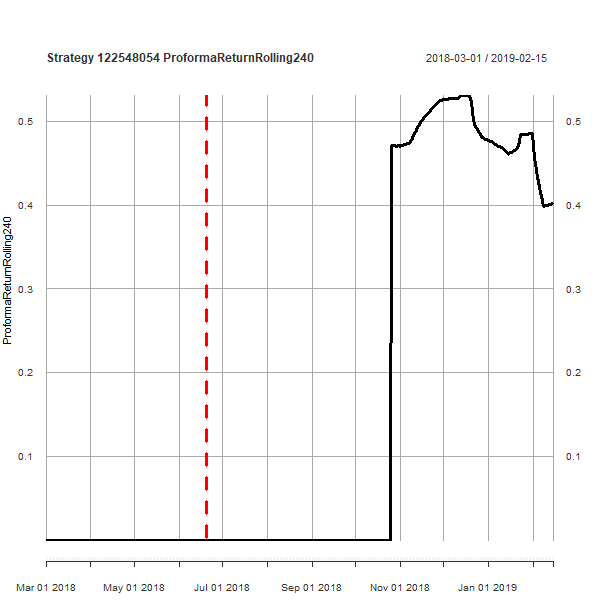 Strategy 122548054 ProformaReturnRolling240
2018-03-01 / 2019-02-15
ProformaReturnRolling240
0.5 0.5
0.4 0.4
0.3 0.3
0.2 0.2
0.1 0.1
Mar 01 2018 May 01 2018 Jul 01 2018 Sep 01 2018 Nov 01 2018 Jan 01 2019